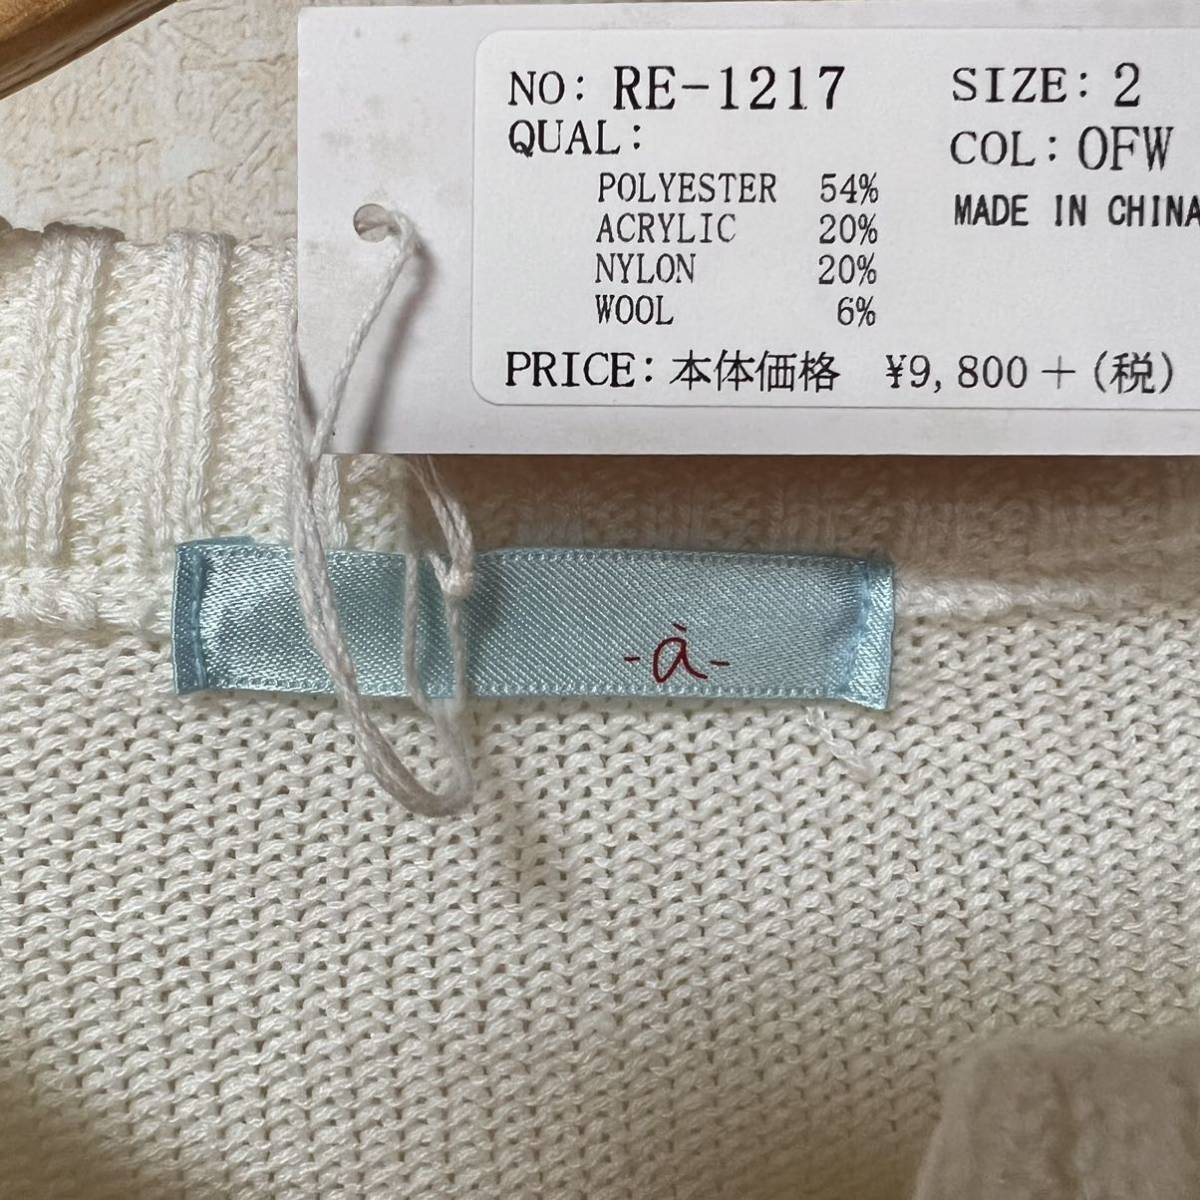 NO: RE-1217 SIZE: 2
QUAL: COL: OFW
POLYESTER 54% MADE IN CHINA
ACRYLIC 20%
NYLON 20%
WOOL 6%
PRICE: 本体価格 ¥9,800+(税)
-à-